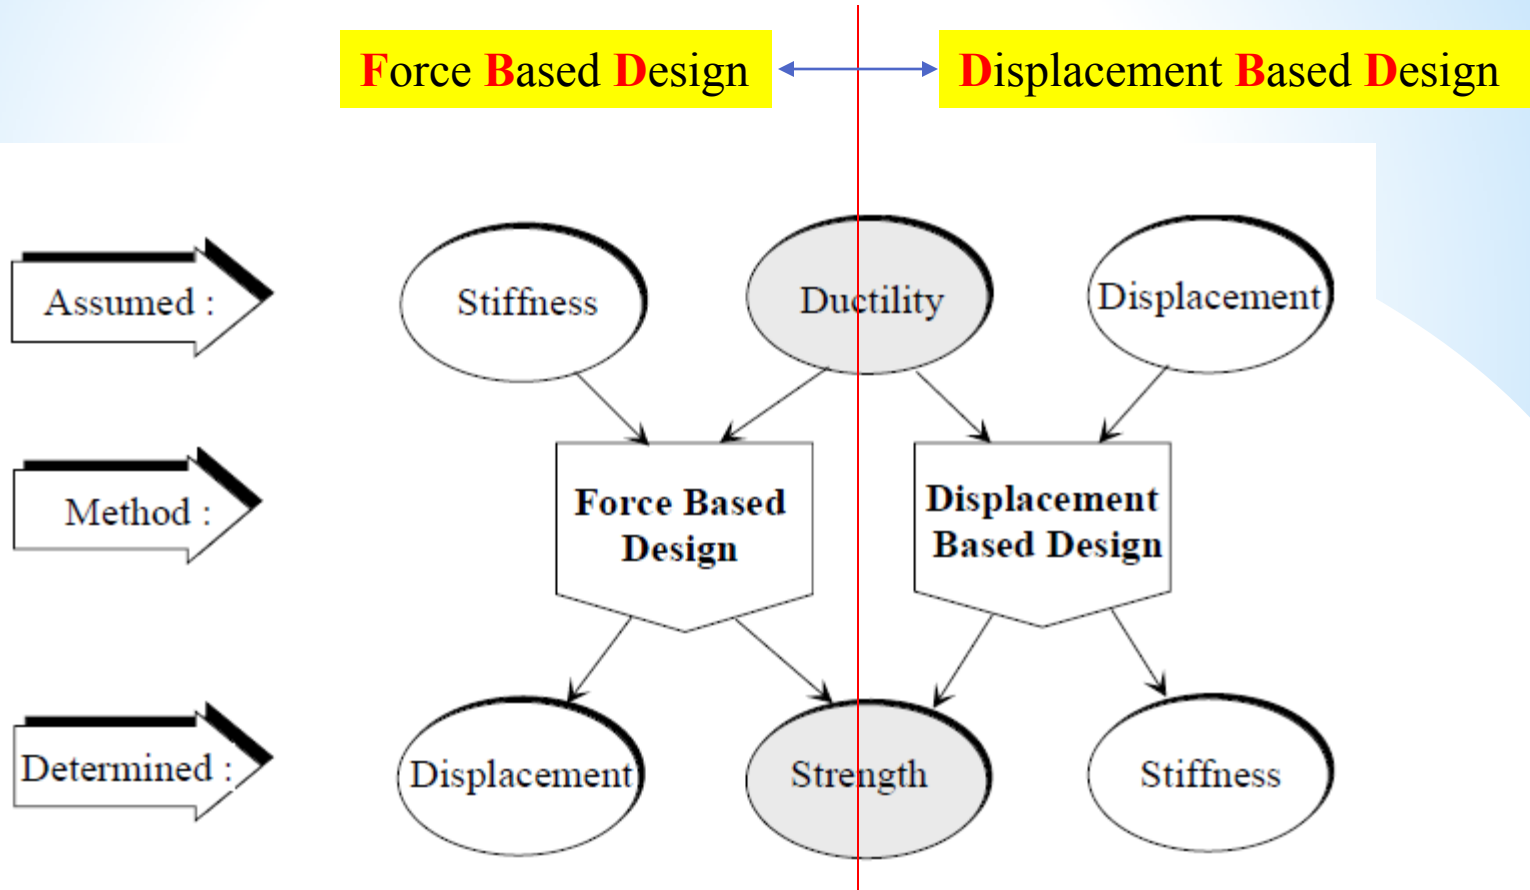 Force Based Design
Displacement Based Design
Assumed :
Stiffness
Ductility
Displacement
Method :
Force Based
Design
Displacement
Based Design
Determined :
Displacement
Strength
Stiffness